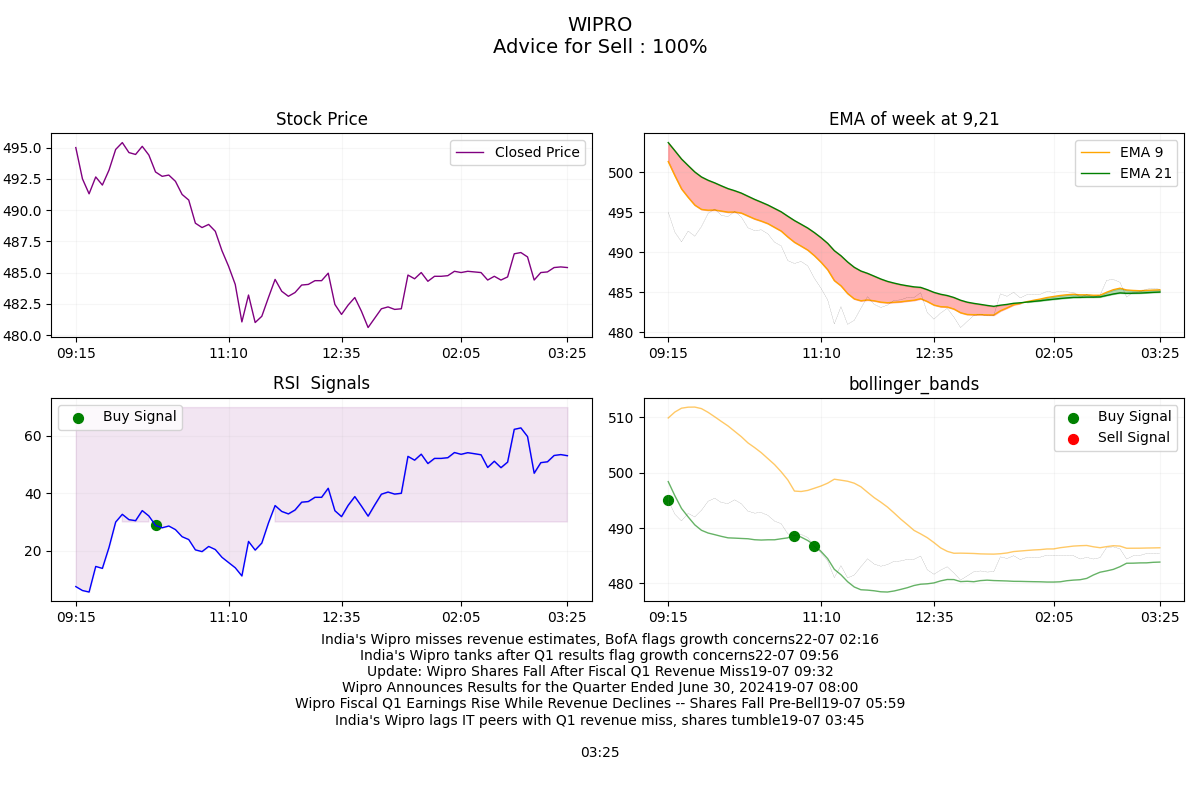 WIPRO
Advice for Sell : 100%
Stock Price
495.0
492.5
490.0
487.5
485.0
482.5
480.0
Closed Price
09:15
11:10
12:35
02:05
03:25
EMA of week at 9,21
500
495
490
485
480
EMA 9
EMA 21
09:15
11:10
12:35
02:05
03:25
RSI  Signals
60
40
20
Buy Signal
09:15
11:10
12:35
02:05
03:25
bollinger_bands
510
500
490
480
Buy Signal
Sell Signal
09:15
11:10
12:35
02:05
03:25
India's Wipro misses revenue estimates, BofA flags growth concerns22-07 02:16
India's Wipro tanks after Q1 results flag growth concerns22-07 09:56
Update: Wipro Shares Fall After Fiscal Q1 Revenue Miss19-07 09:32
Wipro Announces Results for the Quarter Ended June 30, 202419-07 08:00
Wipro Fiscal Q1 Earnings Rise While Revenue Declines -- Shares Fall Pre-Bell19-07 05:59
India's Wipro lags IT peers with Q1 revenue miss, shares tumble19-07 03:45
03:25